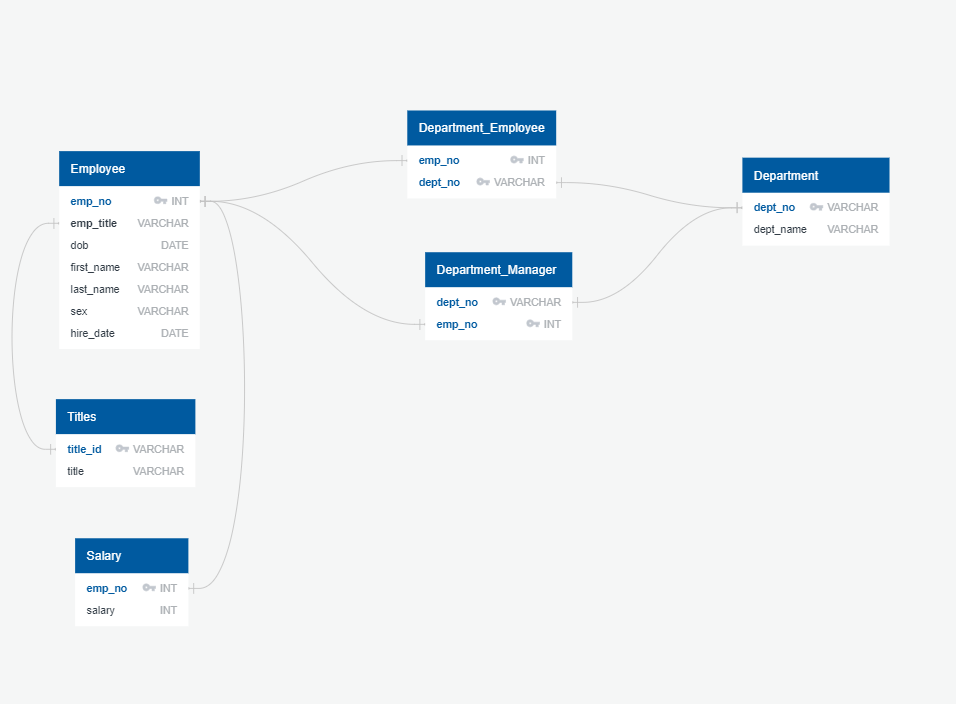 Employee
emp_no INT
emp_title VARCHAR
dob DATE
first_name VARCHAR
last_name VARCHAR
sex VARCHAR
hire_date DATE
Titles
title_id VARCHAR
title VARCHAR
Salary
emp_no INT
salary INT
Department_Employee
emp_no INT
dept_no VARCHAR
Department_Manager
dept_no VARCHAR
emp_no INT
Department
dept_no VARCHAR
dept_name VARCHAR